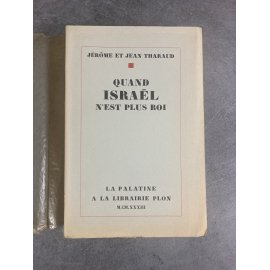 JÉRÔME ET JEAN THARAUD
QUAND
ISRAËL
N'EST PLUS ROI
LA PALATINE
A LA LIBRAIRIE PLON
M.CM.XXXIII